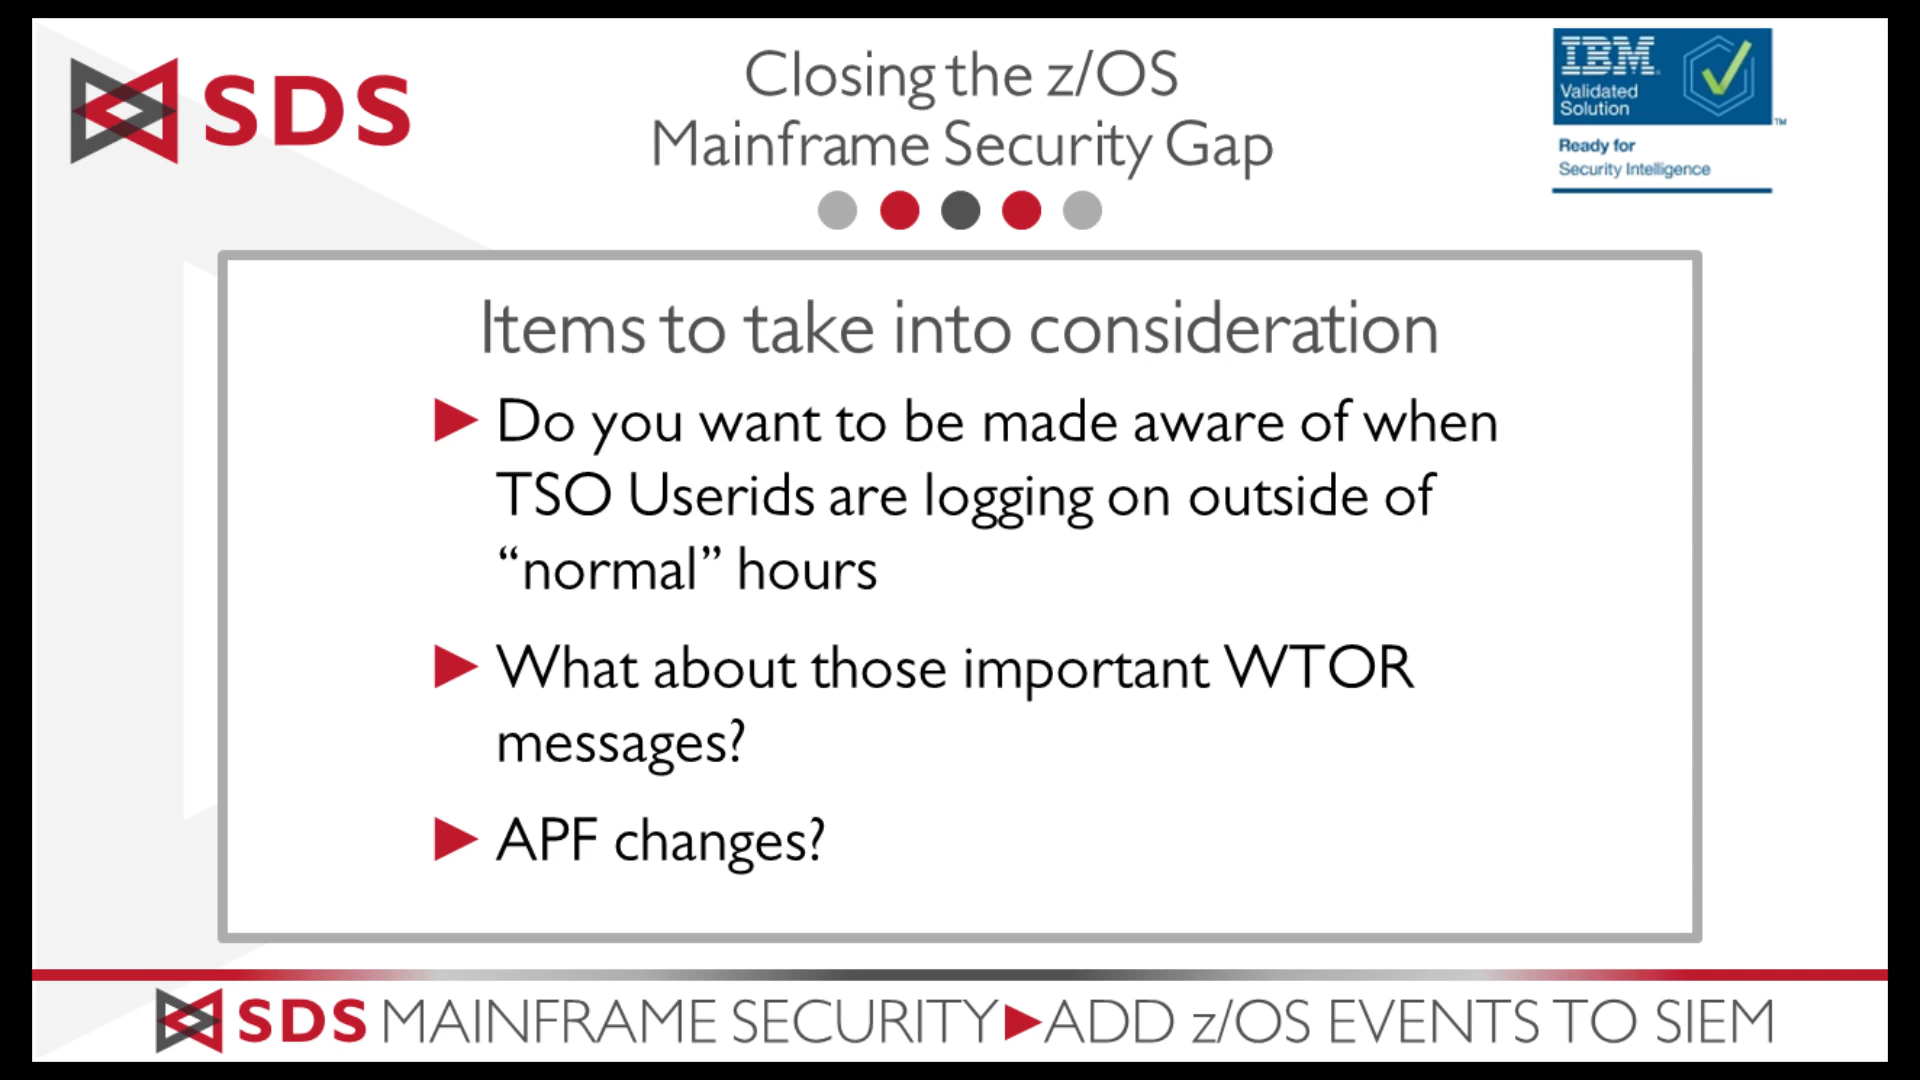 SDS
Closing the z/OS
Mainframe Security Gap
IBM
Validated
Solution
TM
Ready for
Security Intelligence
Items to take into consideration
Do you want to be made aware of when
TSO Userids are logging on outside of
“normal” hours
What about those important WTOR
messages?
APF changes?
SDS MAINFRAME SECURITY ADD z/OS EVENTS TO SIEM